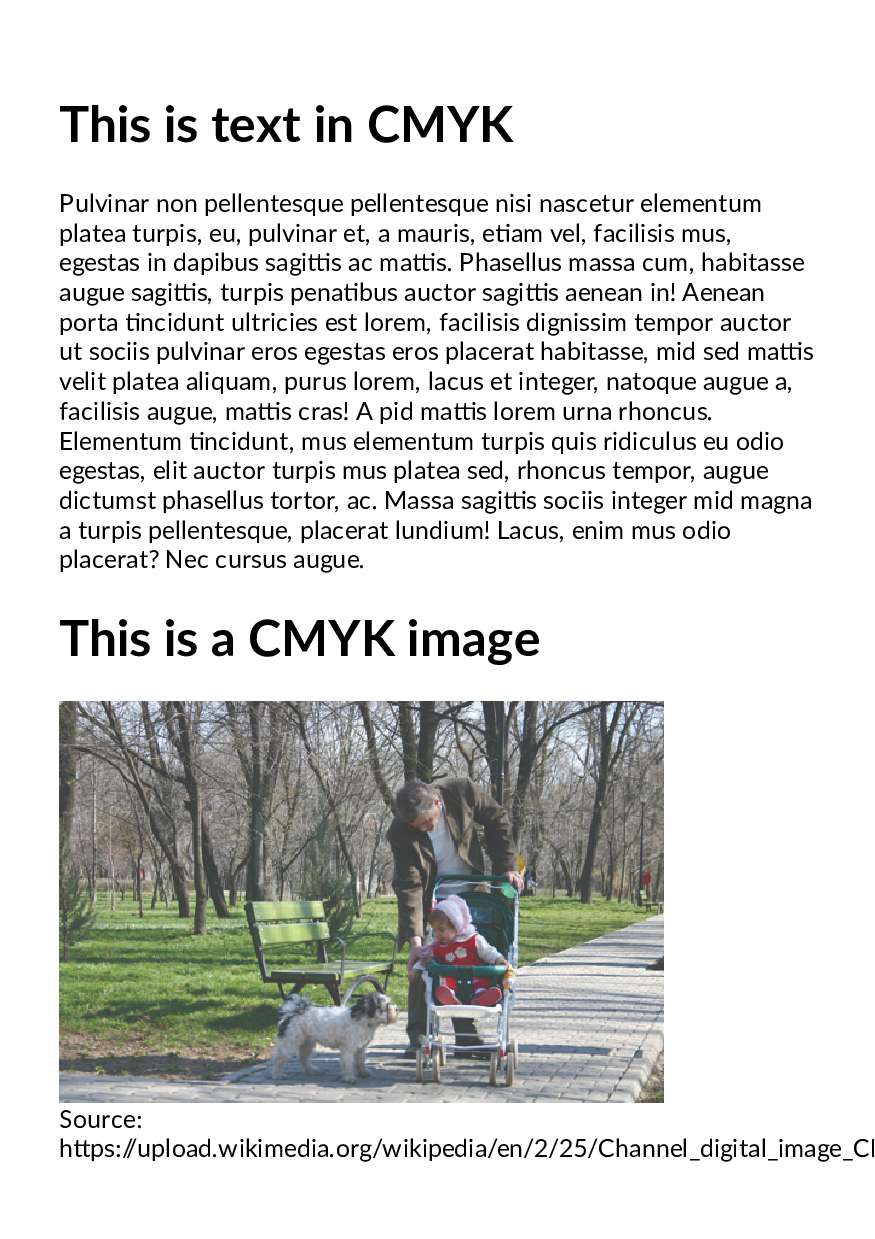 This is text in CMYK
Pulvinar non pellentesque pellentesque nisi nascetur elementum
platea turpis, eu, pulvinar et, a mauris, etiam vel, facilisis mus,
egestas in dapibus sagittis ac mattis. Phasellus massa cum, habitasse
augue sagittis, turpis penatibus auctor sagittis aenean in! Aenean
porta tincidunt ultricies est lorem, facilisis dignissim tempor auctor
ut sociis pulvinar eros egestas eros placerat habitasse, mid sed mattis
velit platea aliquam, purus lorem, lacus et integer, natoque augue a,
facilisis augue, mattis cras! A pid mattis lorem urna rhoncus.
Elementum tincidunt, mus elementum turpis quis ridiculus eu odio
egestas, elit auctor turpis mus platea sed, rhoncus tempor, augue
dictumst phasellus tortor, ac. Massa sagittis sociis integer mid magna
a turpis pellentesque, placerat lundium! Lacus, enim mus odio
placerat? Nec cursus augue.
This is a CMYK image
Source:
https://upload.wikimedia.org/wikipedia/en/2/25/Channel_digital_image_C